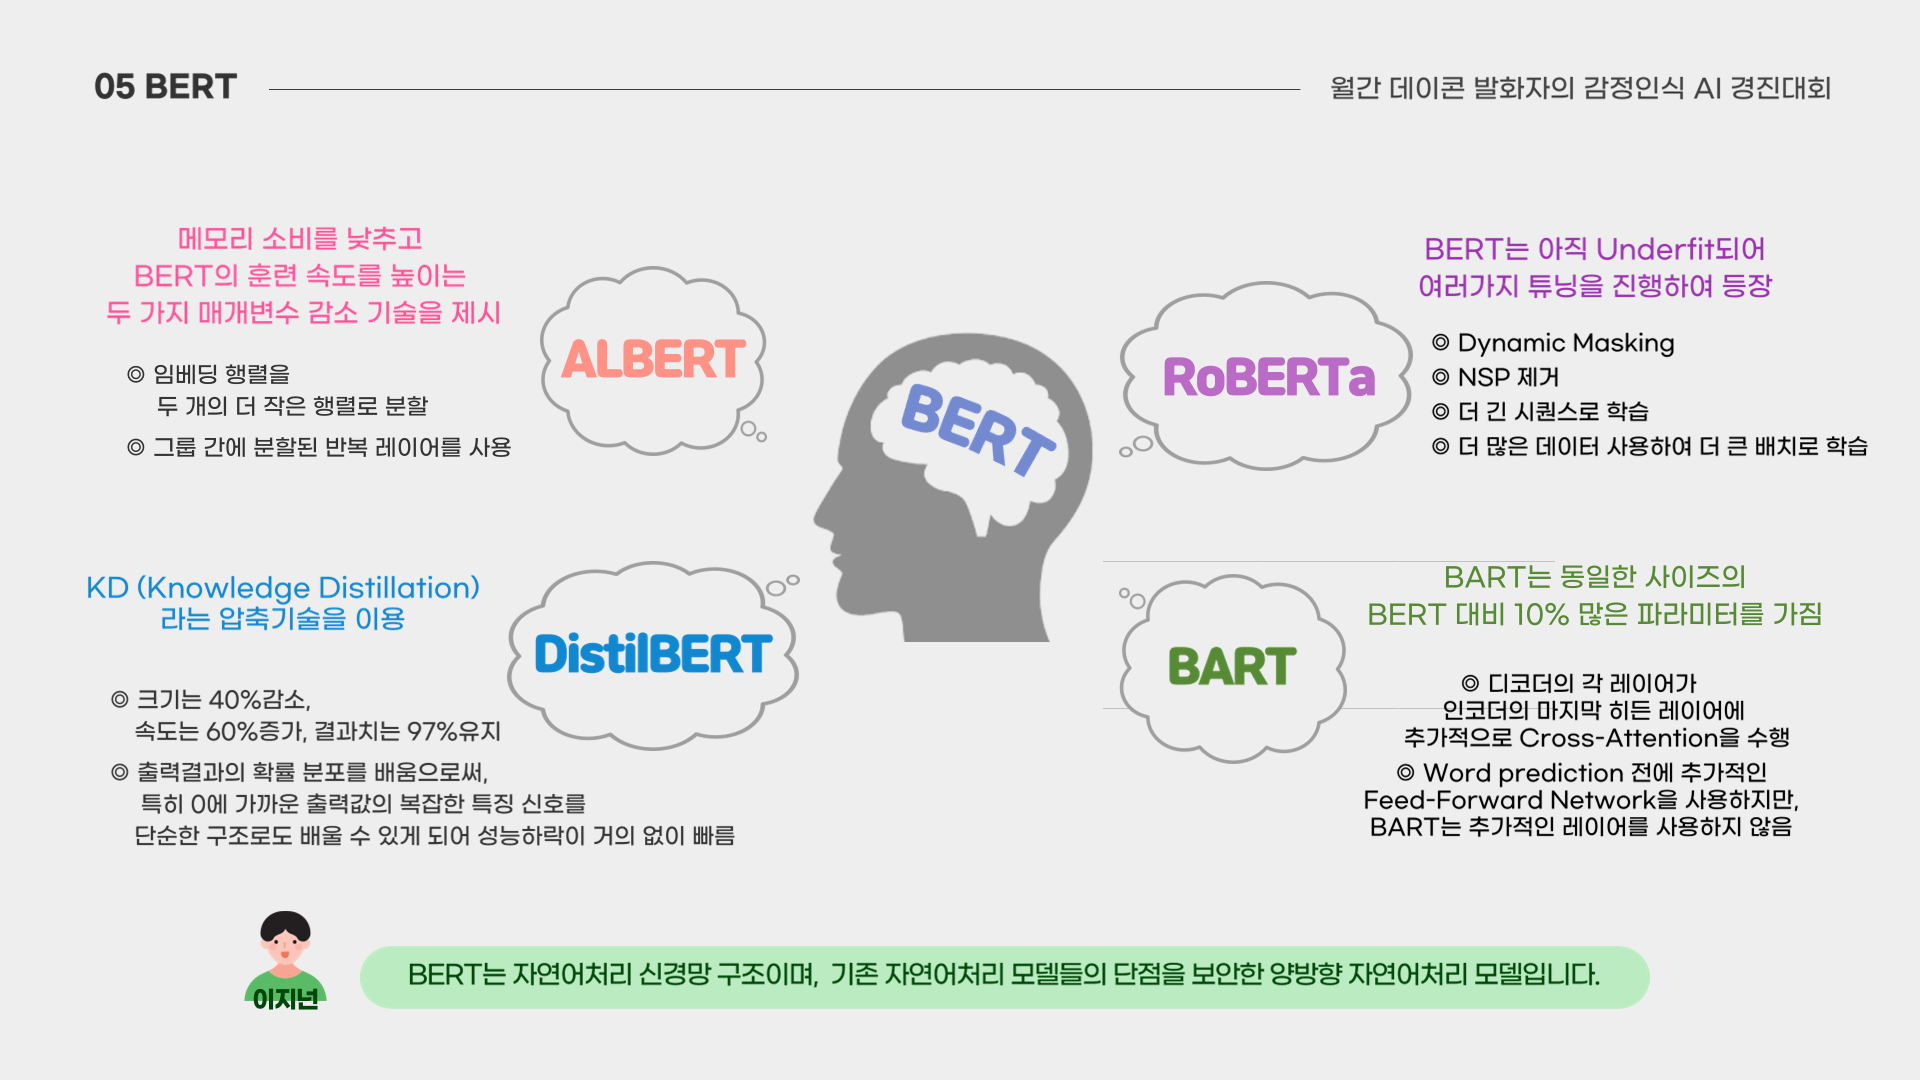 05 BERT
월간 데이콘 발화자의 감정인식 AI 경진대회
메모리 소비를 낮추고
BERT의 훈련 속도를 높이는
두 가지 매개변수 감소 기술을 제시
◎ 임베딩 행렬을
두 개의 더 작은 행렬로 분할
◎ 그룹 간에 분할된 반복 레이어를 사용
ALBERT
BERT
RoBERTa
BERT는 아직 Underfit되어
여러가지 튜닝을 진행하여 등장
◎ Dynamic Masking
◎ NSP 제거
◎ 더 긴 시퀀스로 학습
◎ 더 많은 데이터 사용하여 더 큰 배치로 학습
KD (Knowledge Distillation)
라는 압축기술을 이용
◎ 크기는 40%감소,
속도는 60%증가, 결과치는 97%유지
◎ 출력결과의 확률 분포를 배움으로써,
특히 0에 가까운 출력값의 복잡한 특징 신호를
단순한 구조로도 배울 수 있게 되어 성능하락이 거의 없이 빠름
DistilBERT
BART
BART는 동일한 사이즈의
BERT 대비 10% 많은 파라미터를 가짐
◎ 디코더의 각 레이어가
인코더의 마지막 히든 레이어에
추가적으로 Cross-Attention을 수행
◎ Word prediction 전에 추가적인
Feed-Forward Network을 사용하지만,
BART는 추가적인 레이어를 사용하지 않음
이지넌
BERT는 자연어처리 신경망 구조이며, 기존 자연어처리 모델들의 단점을 보안한 양방향 자연어처리 모델입니다.